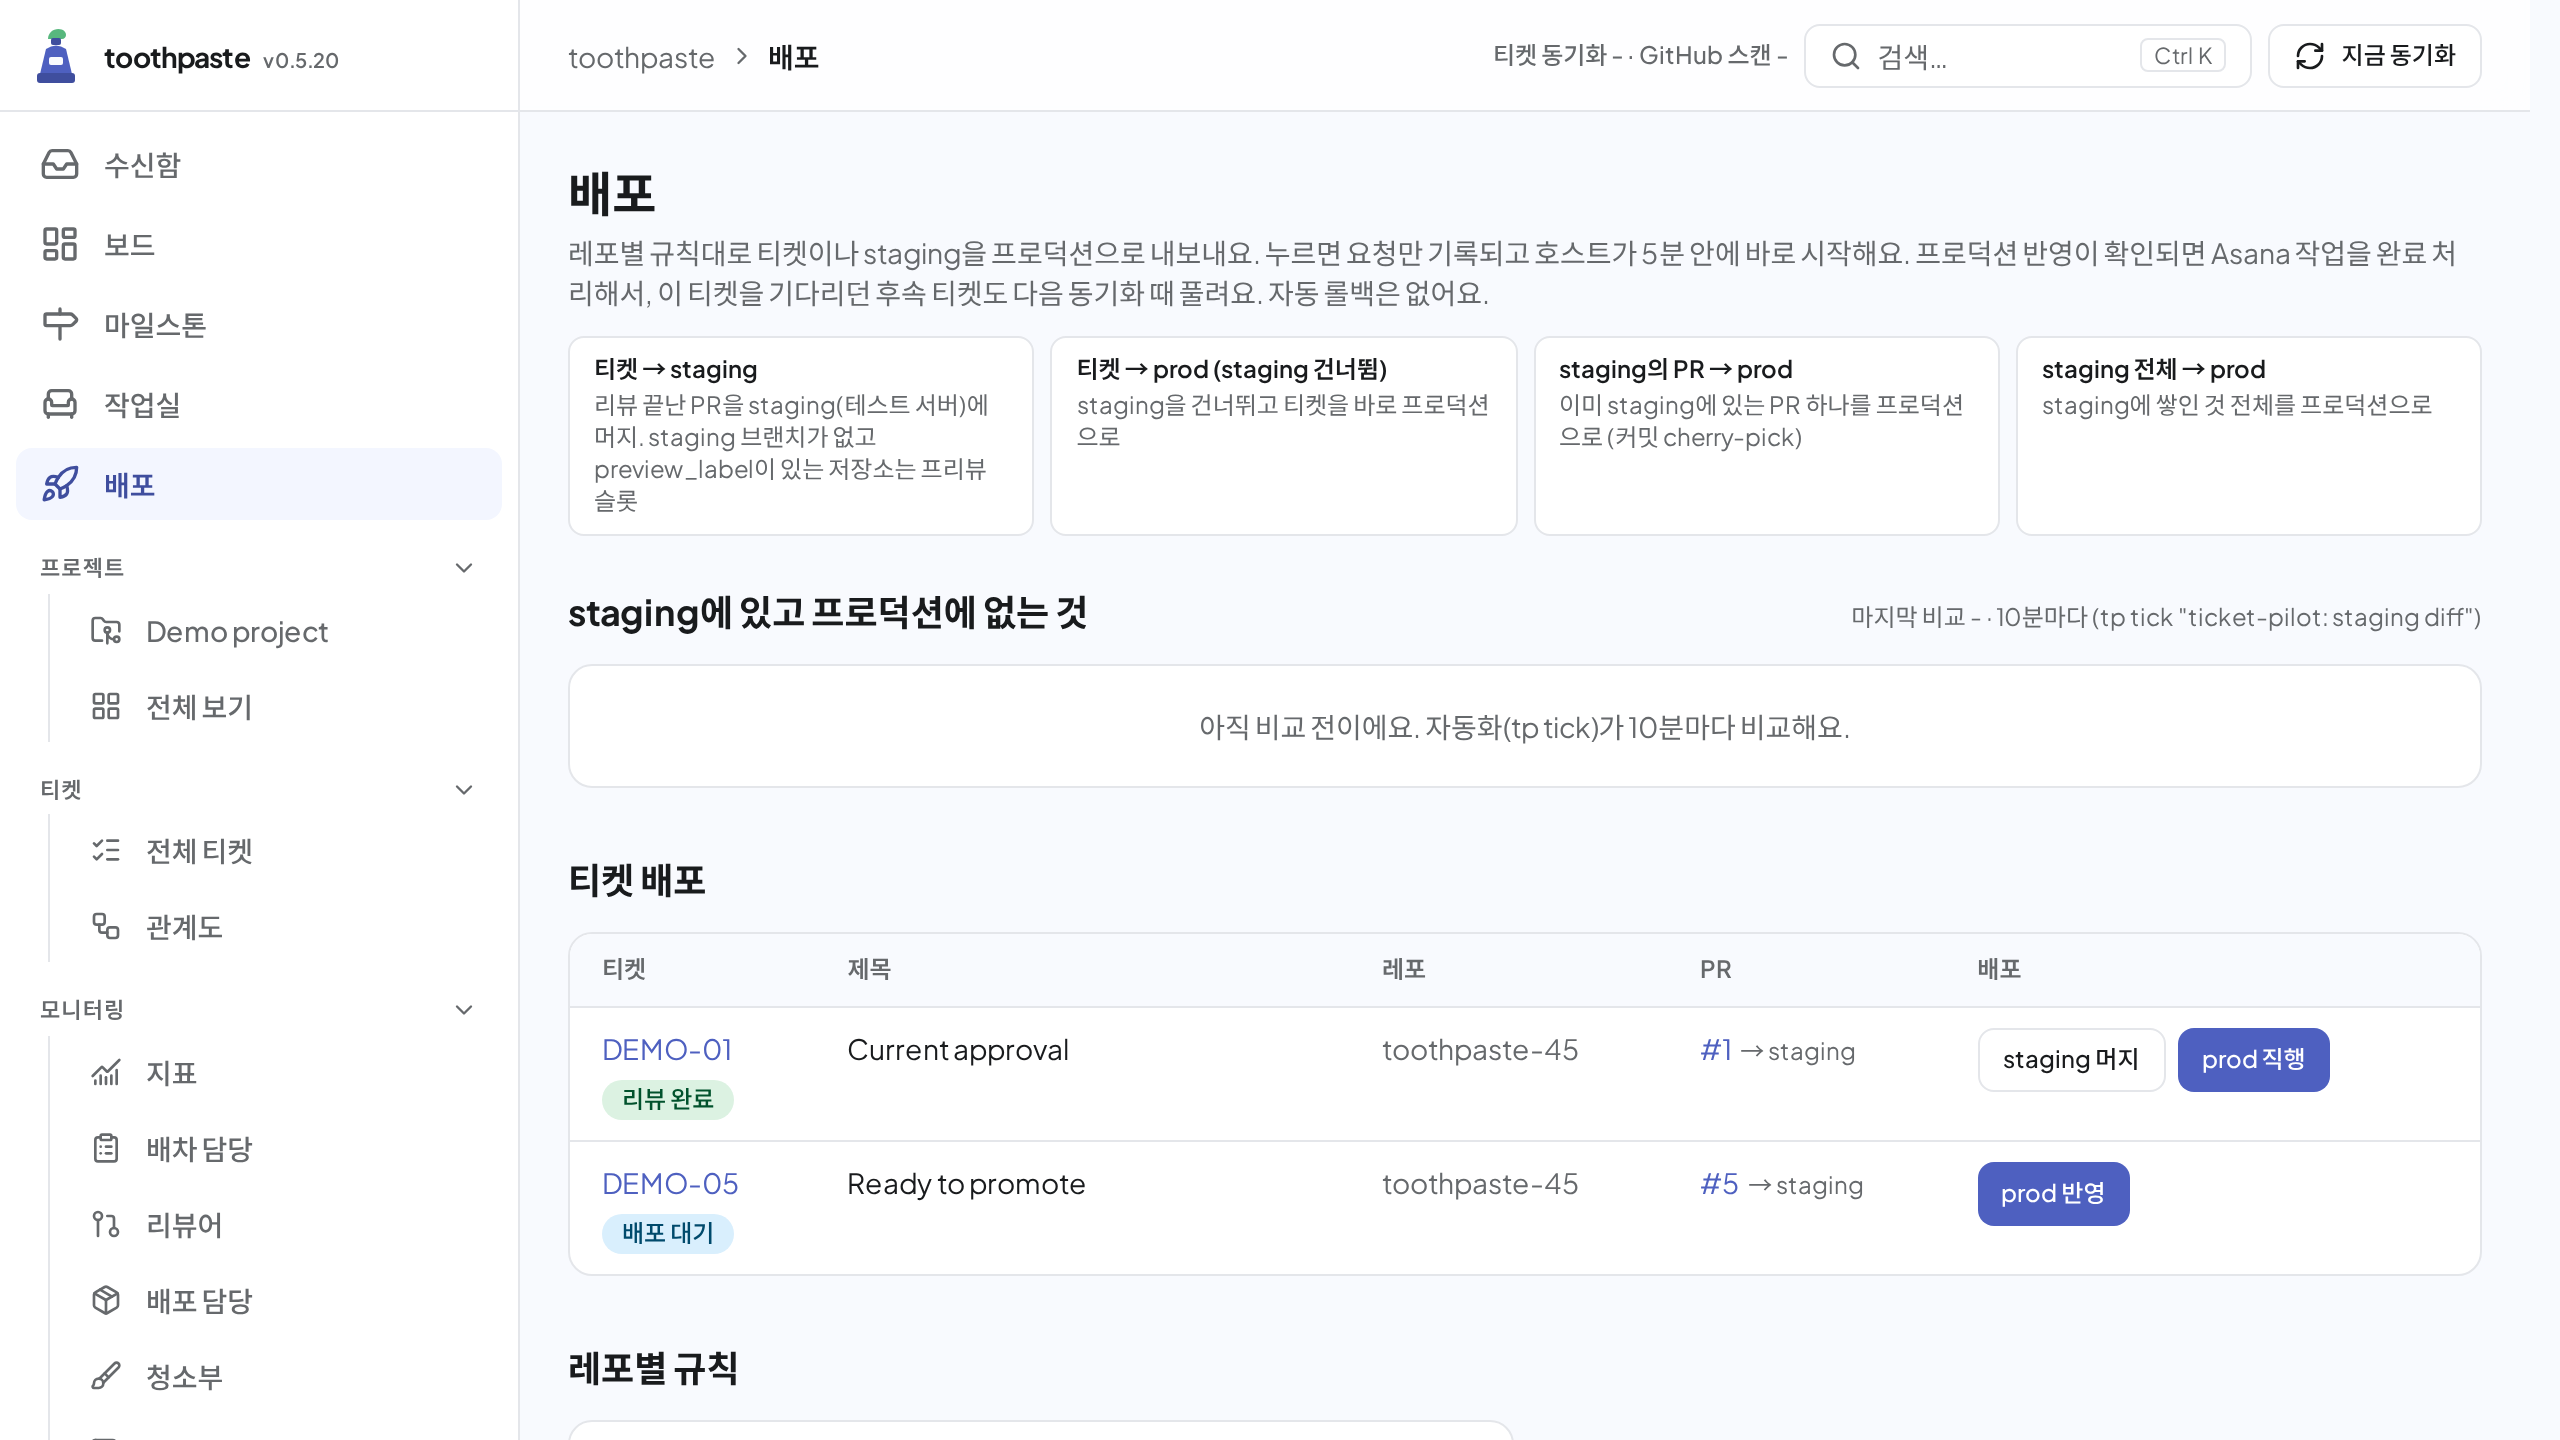 toothpaste v0.5.20
toothpaste > 배포
티켓 동기화 - · GitHub 스캔 -
검색...
Ctrl K
지금 동기화
수신함
보드
마일스톤
작업실
배포
프로젝트
Demo project
전체 보기
티켓
전체 티켓
관계도
모니터링
지표
배차 담당
리뷰어
배포 담당
청소부
배포
레포별 규칙대로 티켓이나 staging을 프로덕션으로 내보내요. 누르면 요청만 기록되고 호스트가 5분 안에 바로 시작해요. 프로덕션 반영이 확인되면 Asana 작업을 완료 처
리해서, 이 티켓을 기다리던 후속 티켓도 다음 동기화 때 풀려요. 자동 롤백은 없어요.
티켓 → staging
리뷰 끝난 PR을 staging(테스트 서버)에
머지. staging 브랜치가 없고
preview_label이 있는 저장소는 프리뷰
슬롯
티켓 → prod (staging 건너뜀)
staging을 건너뛰고 티켓을 바로 프로덕션
으로
staging의 PR → prod
이미 staging에 있는 PR 하나를 프로덕션
으로 (커밋 cherry-pick)
staging 전체 → prod
staging에 쌓인 것 전체를 프로덕션으로
staging에 있고 프로덕션에 없는 것
마지막 비교 - · 10분마다 (tp tick "ticket-pilot: staging diff")
아직 비교 전이에요. 자동화(tp tick)가 10분마다 비교해요.
티켓 배포
티켓 제목 레포 PR 배포
DEMO-01 Current approval toothpaste-45 #1 → staging staging 머지 prod 직행
리뷰 완료
DEMO-05 Ready to promote toothpaste-45 #5 → staging prod 반영
배포 대기
레포별 규칙